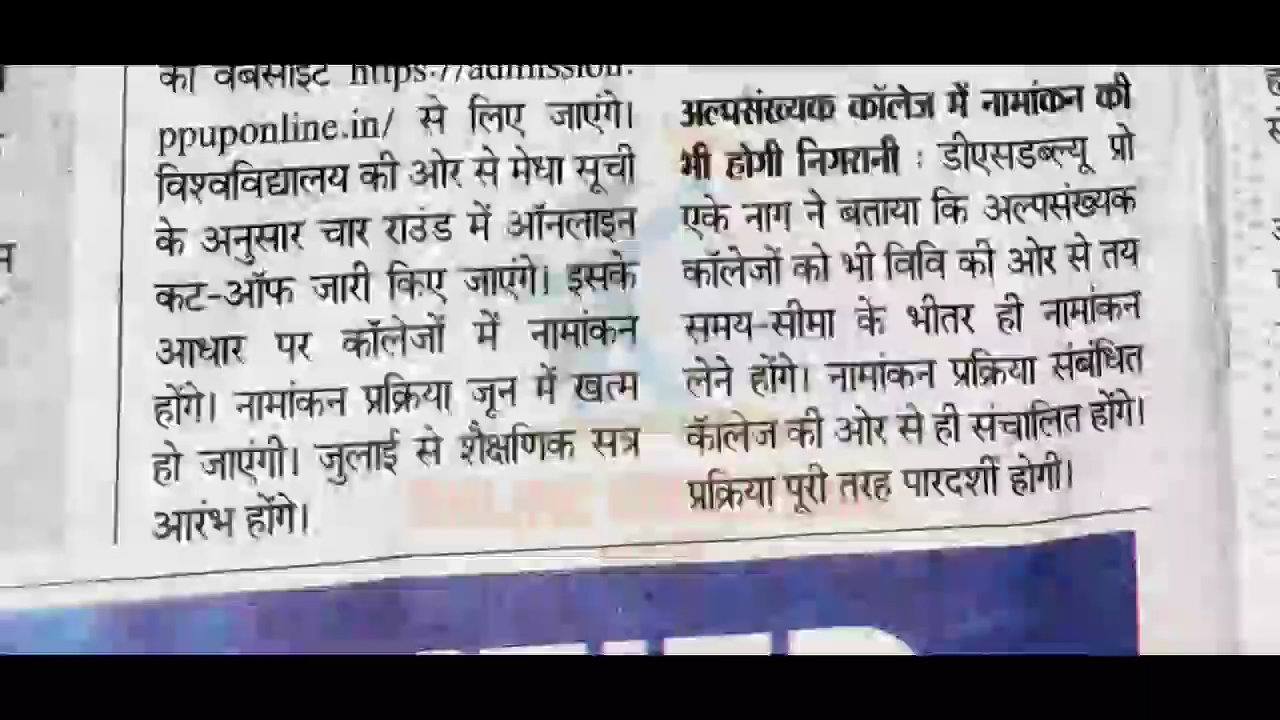 की वेबसाइट https://admission.
ppuponline.in/ से लिए जाएंगे।
विश्वविद्यालय की ओर से मेधा सूची
के अनुसार चार राउंड में ऑनलाइन
कट-ऑफ जारी किए जाएंगे। इसके
आधार पर कॉलेजों में नामांकन
होंगे। नामांकन प्रक्रिया जून में खत्म
हो जाएंगी। जुलाई से शैक्षणिक सत्र
आरंभ होंगे।
अल्पसंख्यक कॉलेज में नामांकन की
भी होगी निगरानी : डीएसडब्ल्यू प्रो
एके नाग ने बताया कि अल्पसंख्यक
कॉलेजों को भी विवि की ओर से तय
समय-सीमा के भीतर ही नामांकन
लेने होंगे। नामांकन प्रक्रिया संबंधित
कॉलेज की ओर से ही संचालित होंगे।
प्रक्रिया पूरी तरह पारदर्शी होगी।